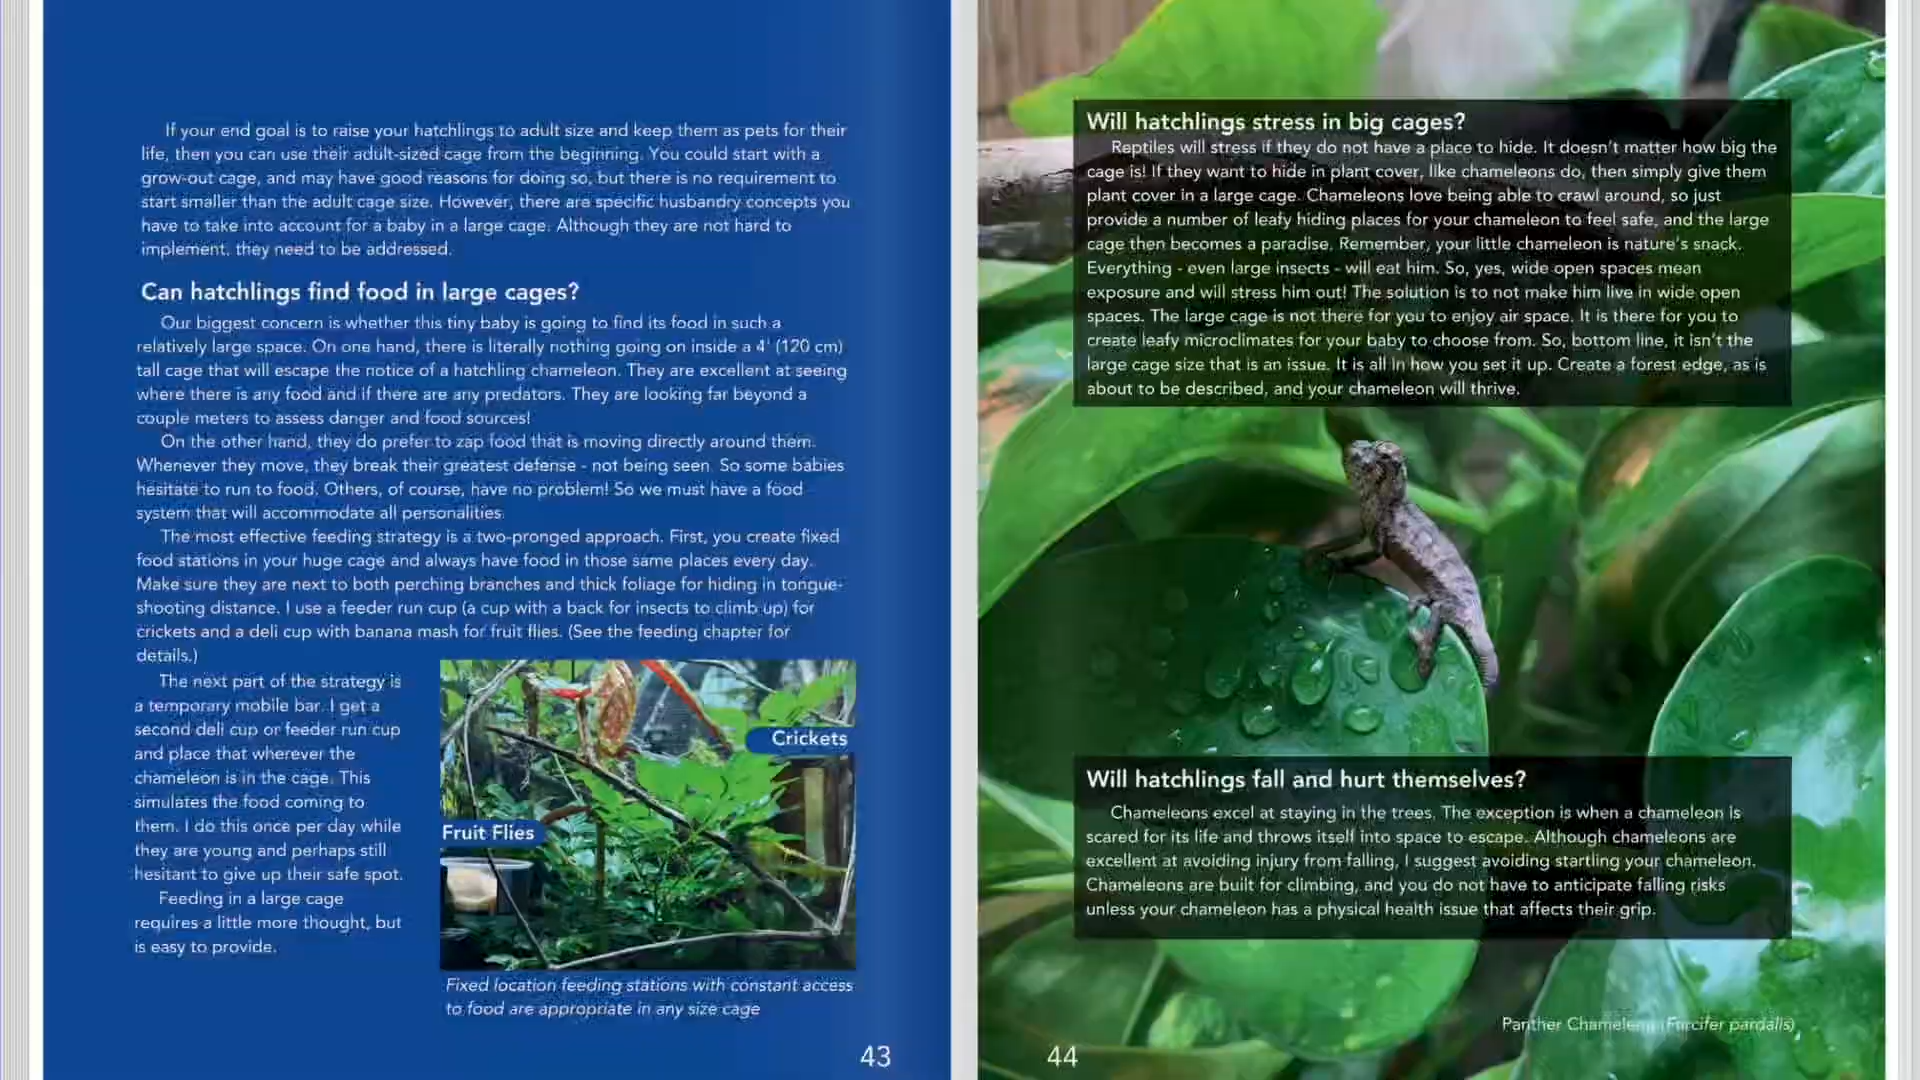 If your end goal is to raise your hatchlings to adult size and keep them as pets for their
life, then you can use their adult-sized cage from the beginning. You could start with a
grow-out cage, and may have good reasons for doing so, but there is no requirement to
start smaller than the adult cage size. However, there are specific husbandry concepts you
have to take into account for a baby in a large cage. Although they are not hard to
implement, they need to be addressed.
Can hatchlings find food in large cages?
Our biggest concern is whether this tiny baby is going to find its food in such a
relatively large space. On one hand, there is literally nothing going on inside a 4' (120 cm)
tall cage that will escape the notice of a hatchling chameleon. They are excellent at seeing
where there is any food and if there are any predators. They are looking far beyond a
couple meters to assess danger and food sources!
On the other hand, they do prefer to zap food that is moving directly around them.
Whenever they move, they break their greatest defense - not being seen. So some babies
hesitate to run to food. Others, of course, have no problem! So we must have a food
system that will accommodate all personalities.
The most effective feeding strategy is a two-pronged approach. First, you create fixed
food stations in your huge cage and always have food in those same places every day.
Make sure they are next to both perching branches and thick foliage for hiding in tongue-
shooting distance. I use a feeder run cup (a cup with a back for insects to climb up) for
crickets and a deli cup with banana mash for fruit flies. (See the feeding chapter for
details.)
The next part of the strategy is
a temporary mobile bar. I get a
second deli cup or feeder run cup
and place that wherever the
chameleon is in the cage. This
simulates the food coming to
them. I do this once per day while
they are young and perhaps still
hesitant to give up their safe spot.
Feeding in a large cage
requires a little more thought, but
is easy to provide.
Crickets
Fruit Flies
Fixed location feeding stations with constant access
to food are appropriate in any size cage
43
Will hatchlings stress in big cages?
Reptiles will stress if they do not have a place to hide. It doesn't matter how big the
cage is! If they want to hide in plant cover, like chameleons do, then simply give them
plant cover in a large cage. Chameleons love being able to crawl around, so just
provide a number of leafy hiding places for your chameleon to feel safe, and the large
cage then becomes a paradise. Remember, your little chameleon is nature's snack.
Everything - even large insects - will eat him. So, yes, wide open spaces mean
exposure and will stress him out! The solution is to not make him live in wide open
spaces. The large cage is not there for you to enjoy air space. It is there for you to
create leafy microclimates for your baby to choose from. So, bottom line, it isn't the
large cage size that is an issue. It is all in how you set it up. Create a forest edge, as is
about to be described, and your chameleon will thrive.
Will hatchlings fall and hurt themselves?
Chameleons excel at staying in the trees. The exception is when a chameleon is
scared for its life and throws itself into space to escape. Although chameleons are
excellent at avoiding injury from falling, I suggest avoiding startling your chameleon.
Chameleons are built for climbing, and you do not have to anticipate falling risks
unless your chameleon has a physical health issue that affects their grip.
Panther Chameleon (Furcifer pardalis)
44